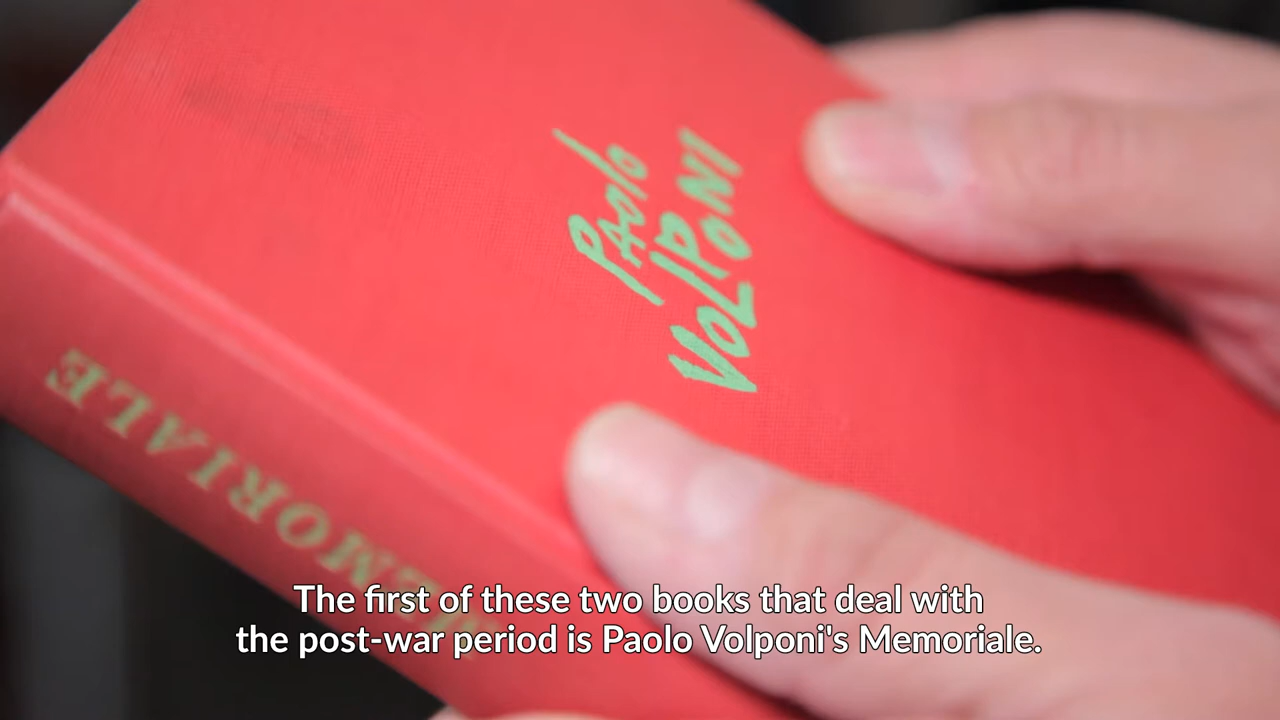 Paolo
VOLPONI
MEMORIALE
The first of these two books that deal with
the post-war period is Paolo Volponi's Memoriale.